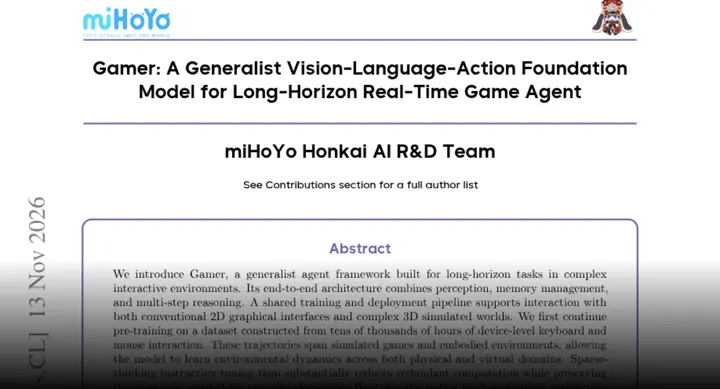 miHoYo
TECH OTAKUS SAVE THE WORLD
Gamer: A Generalist Vision-Language-Action Foundation
Model for Long-Horizon Real-Time Game Agent
miHoYo Honkai AI R&D Team
See Contributions section for a full author list
s.CL] 13 Nov 2026
Abstract
We introduce Gamer, a generalist agent framework built for long-horizon tasks in complex
interactive environments. Its end-to-end architecture combines perception, memory management,
and multi-step reasoning. A shared training and deployment pipeline supports interaction with
both conventional 2D graphical interfaces and complex 3D simulated worlds. We first continue
pre-training on a dataset constructed from tens of thousands of hours of device-level keyboard and
mouse interaction. These trajectories span simulated games and embodied environments, allowing
the model to learn environmental dynamics across both physical and virtual domains. Sparse-
thinking instruction tuning then substantially reduces redundant computation while preserving